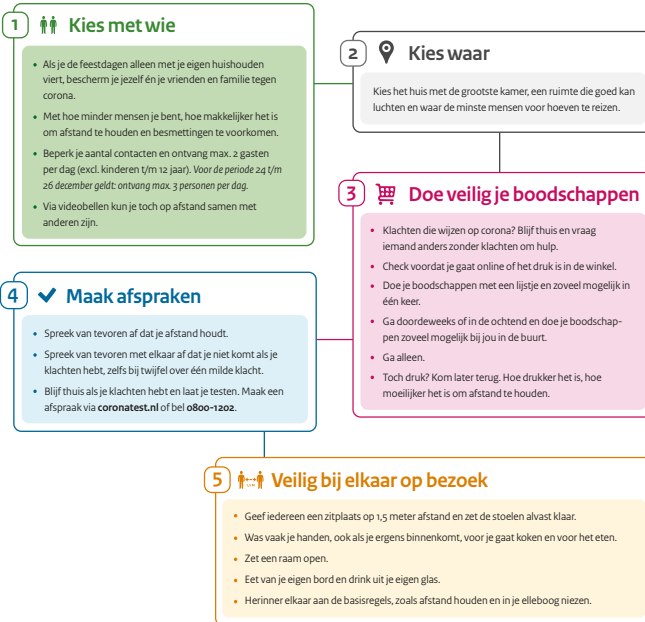 1 Kies met wie
• Als je de feestdagen alleen met je eigen huishouden
viert, bescherm je jezelf én je vrienden en familie tegen
corona.
• Met hoe minder mensen je bent, hoe makkelijker het is
om afstand te houden en besmettingen te voorkomen.
• Beperk je aantal contacten en ontvang max. 2 gasten
per dag (excl. kinderen t/m 12 jaar). Voor de periode 24 t/m
26 december geldt: ontvang max. 3 personen per dag.
• Via videobellen kun je toch op afstand samen met
anderen zijn.
2 Kies waar
Kies het huis met de grootste kamer, een ruimte die goed kan
luchten en waar de minste mensen voor hoeven te reizen.
3 Doe veilig je boodschappen
• Klachten die wijzen op corona? Blijf thuis en vraag
iemand anders zonder klachten om hulp.
• Check voordat je gaat online of het druk is in de winkel.
• Doe je boodschappen met een lijstje en zoveel mogelijk in
één keer.
• Ga doordeweeks of in de ochtend en doe je boodschap-
pen zoveel mogelijk bij jou in de buurt.
• Ga alleen.
• Toch druk? Kom later terug. Hoe drukker het is, hoe
moeilijker het is om afstand te houden.
4 Maak afspraken
• Spreek van tevoren af dat je afstand houdt.
• Spreek van tevoren met elkaar af dat je niet komt als je
klachten hebt, zelfs bij twijfel over één milde klacht.
• Blijf thuis als je klachten hebt en laat je testen. Maak een
afspraak via coronatest.nl of bel 0800-1202.
5 Veilig bij elkaar op bezoek
• Geef iedereen een zitplaats op 1,5 meter afstand en zet de stoelen alvast klaar.
• Was vaak je handen, ook als je ergens binnenkomt, voor je gaat koken en voor het eten.
• Zet een raam open.
• Eet van je eigen bord en drink uit je eigen glas.
• Herinner elkaar aan de basisregels, zoals afstand houden en in je elleboog niezen.